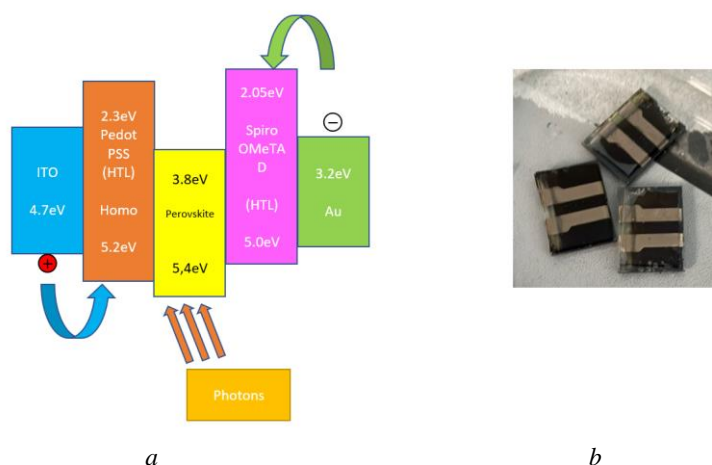 ITO
4.7eV
2.3eV
Pedot
PSS
(HTL)
Homo
5.2eV
3.8eV
Perovskite
5,4eV
2.05eV
Spiro
OMeTA
D
(HTL)
5.0eV
3.2eV
Au
+
−
Photons
a
b